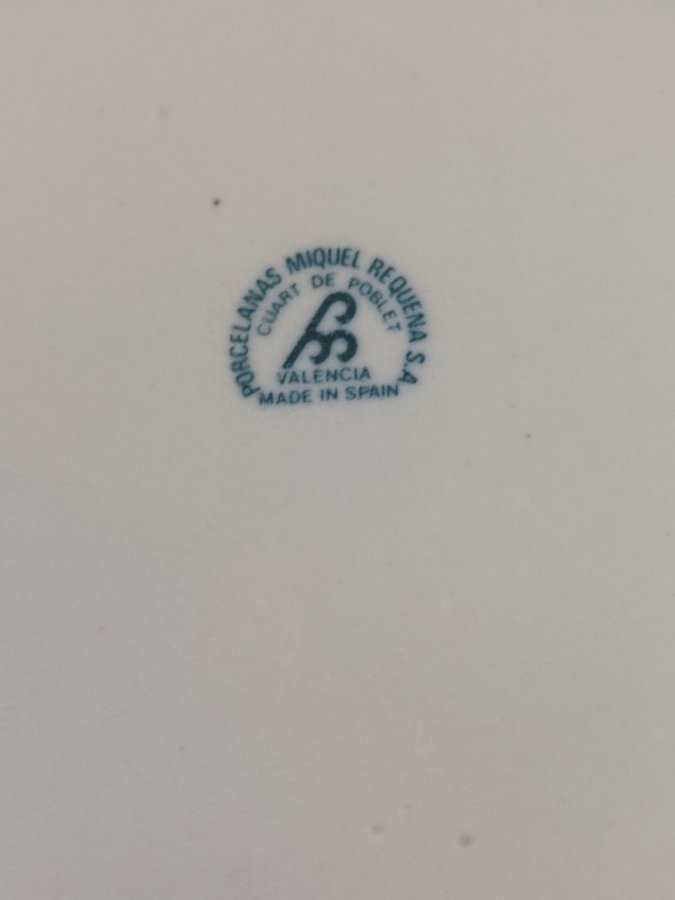 PORCELANAS MIQUEL REQUENA S.A
CUART DE POBLET
VALENCIA
MADE IN SPAIN